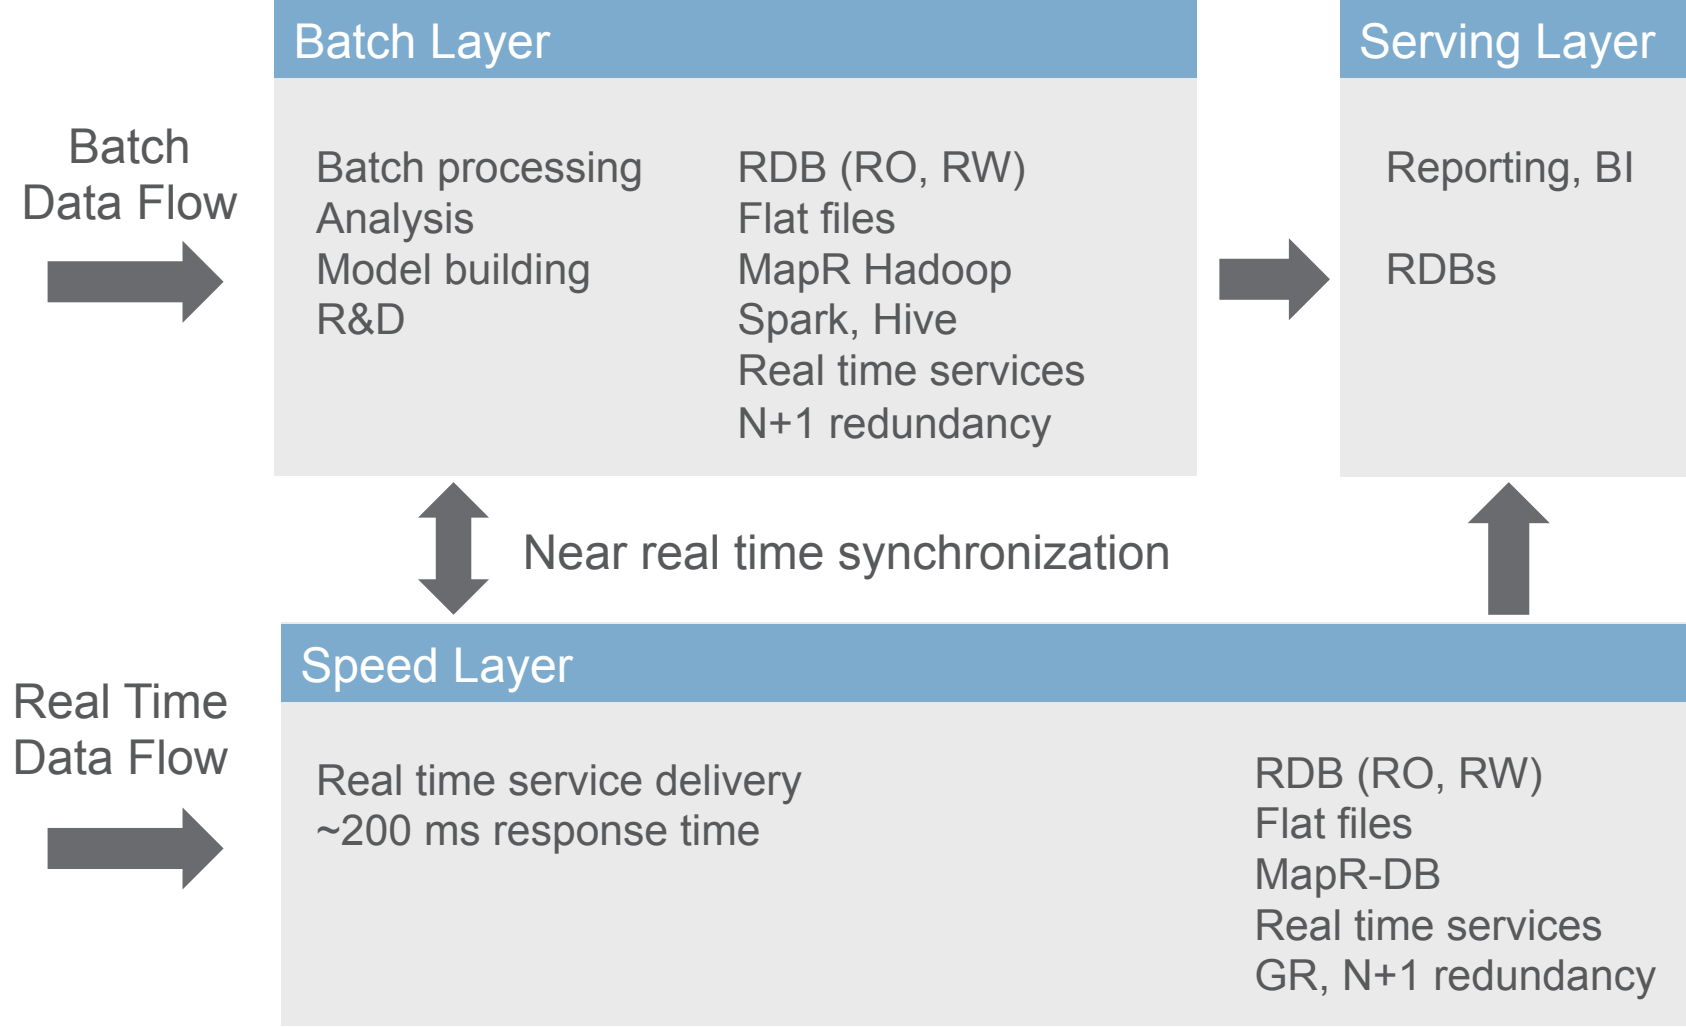 Batch Layer
Serving Layer
Batch
Data Flow
Batch processing
Analysis
Model building
R&D
RDB (RO, RW)
Flat files
MapR Hadoop
Spark, Hive
Real time services
N+1 redundancy
Reporting, BI
RDBs
Near real time synchronization
Speed Layer
Real Time
Data Flow
Real time service delivery
~200 ms response time
RDB (RO, RW)
Flat files
MapR-DB
Real time services
GR, N+1 redundancy